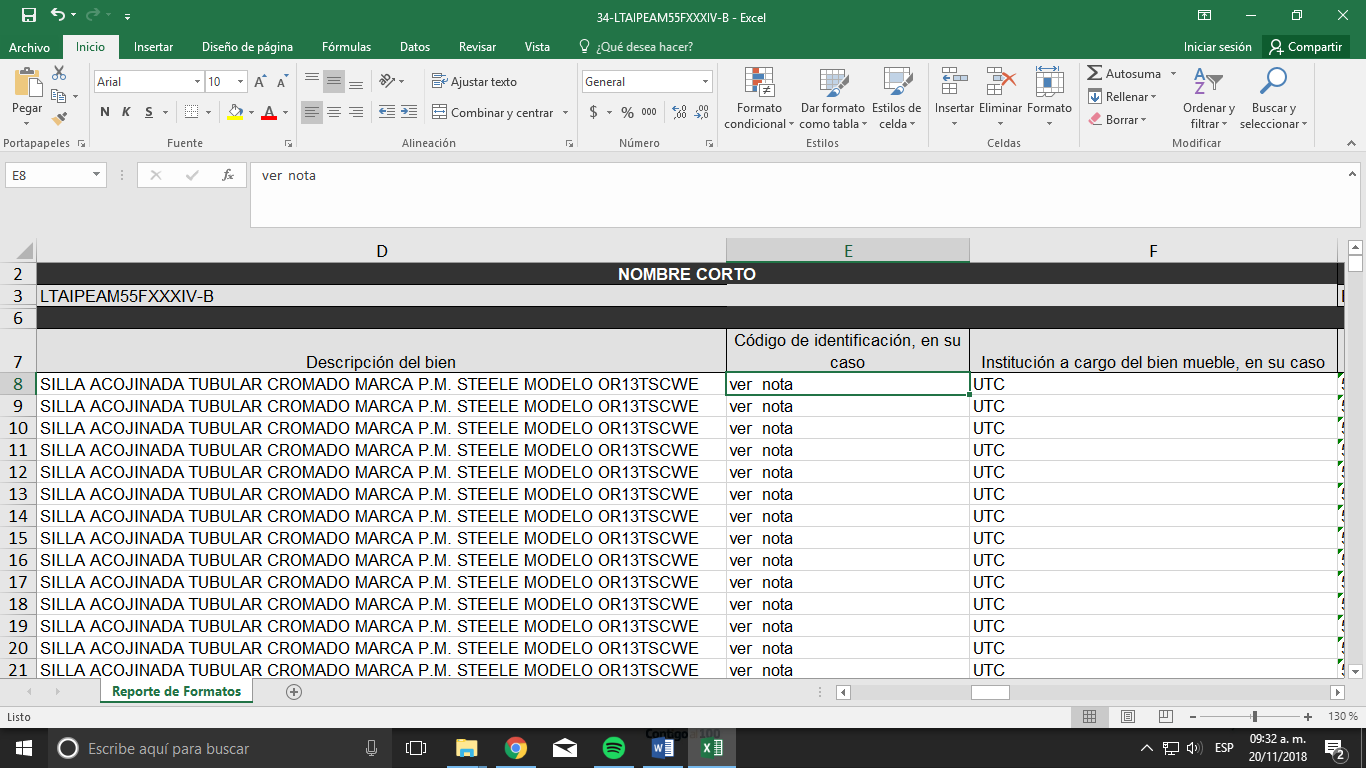 34-LTAIPEAM55FXXXIV-B - Excel
Archivo Inicio Insertar Diseño de página Fórmulas Datos Revisar Vista ¿Qué desea hacer? Iniciar sesión Compartir
Pegar
Arial 10
N K S
Ajustar texto
Combinar y centrar
General
$ % 000
Formato condicional
Dar formato como tabla
Estilos de celda
Insertar Eliminar Formato
Autosuma
Rellenar
Borrar
Ordenar y filtrar
Buscar y seleccionar
Portapapeles Fuente Alineación Número Estilos Celdas Modificar
E8 fx ver nota
D E F
2 NOMBRE CORTO
3 LTAIPEAM55FXXXIV-B
6
7 Descripción del bien Código de identificación, en su caso Institución a cargo del bien mueble, en su caso
8 SILLA ACOJINADA TUBULAR CROMADO MARCA P.M. STEELE MODELO OR13TSCWE ver nota UTC
9 SILLA ACOJINADA TUBULAR CROMADO MARCA P.M. STEELE MODELO OR13TSCWE ver nota UTC
10 SILLA ACOJINADA TUBULAR CROMADO MARCA P.M. STEELE MODELO OR13TSCWE ver nota UTC
11 SILLA ACOJINADA TUBULAR CROMADO MARCA P.M. STEELE MODELO OR13TSCWE ver nota UTC
12 SILLA ACOJINADA TUBULAR CROMADO MARCA P.M. STEELE MODELO OR13TSCWE ver nota UTC
13 SILLA ACOJINADA TUBULAR CROMADO MARCA P.M. STEELE MODELO OR13TSCWE ver nota UTC
14 SILLA ACOJINADA TUBULAR CROMADO MARCA P.M. STEELE MODELO OR13TSCWE ver nota UTC
15 SILLA ACOJINADA TUBULAR CROMADO MARCA P.M. STEELE MODELO OR13TSCWE ver nota UTC
16 SILLA ACOJINADA TUBULAR CROMADO MARCA P.M. STEELE MODELO OR13TSCWE ver nota UTC
17 SILLA ACOJINADA TUBULAR CROMADO MARCA P.M. STEELE MODELO OR13TSCWE ver nota UTC
18 SILLA ACOJINADA TUBULAR CROMADO MARCA P.M. STEELE MODELO OR13TSCWE ver nota UTC
19 SILLA ACOJINADA TUBULAR CROMADO MARCA P.M. STEELE MODELO OR13TSCWE ver nota UTC
20 SILLA ACOJINADA TUBULAR CROMADO MARCA P.M. STEELE MODELO OR13TSCWE ver nota UTC
21 SILLA ACOJINADA TUBULAR CROMADO MARCA P.M. STEELE MODELO OR13TSCWE ver nota UTC
Reporte de Formatos
Listo 130 %
Escribe aquí para buscar
ESP
09:32 a. m.
20/11/2018
2